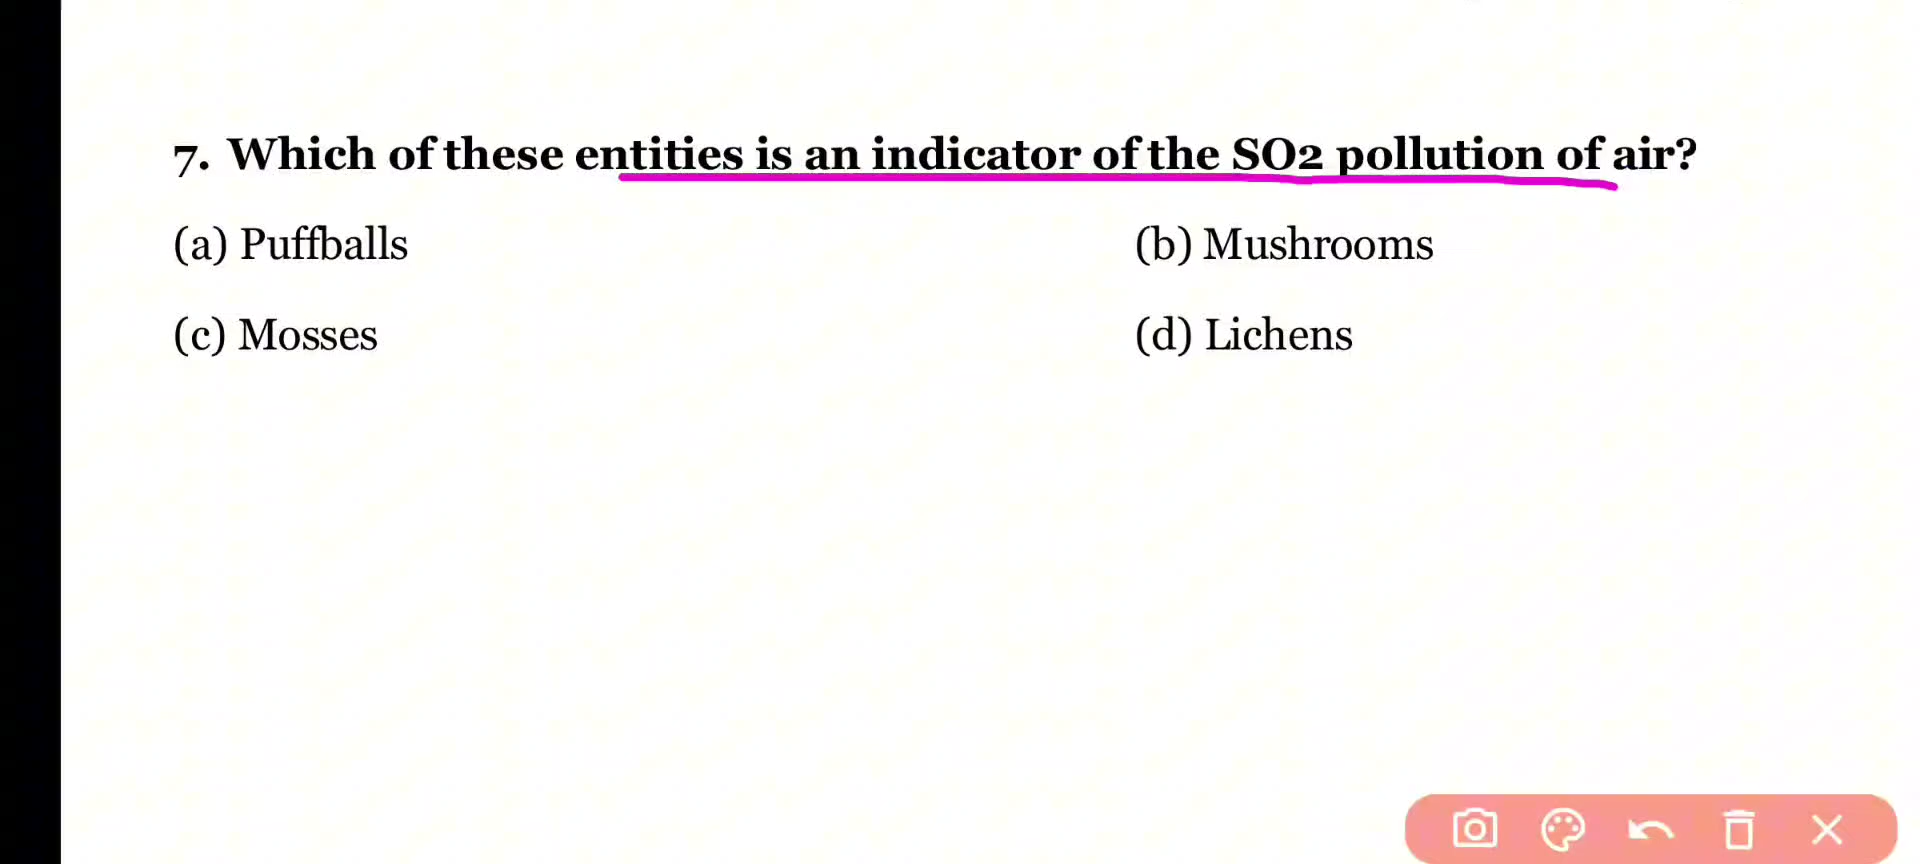 7. Which of these entities is an indicator of the SO2 pollution of air?
(a) Puffballs (b) Mushrooms
(c) Mosses (d) Lichens